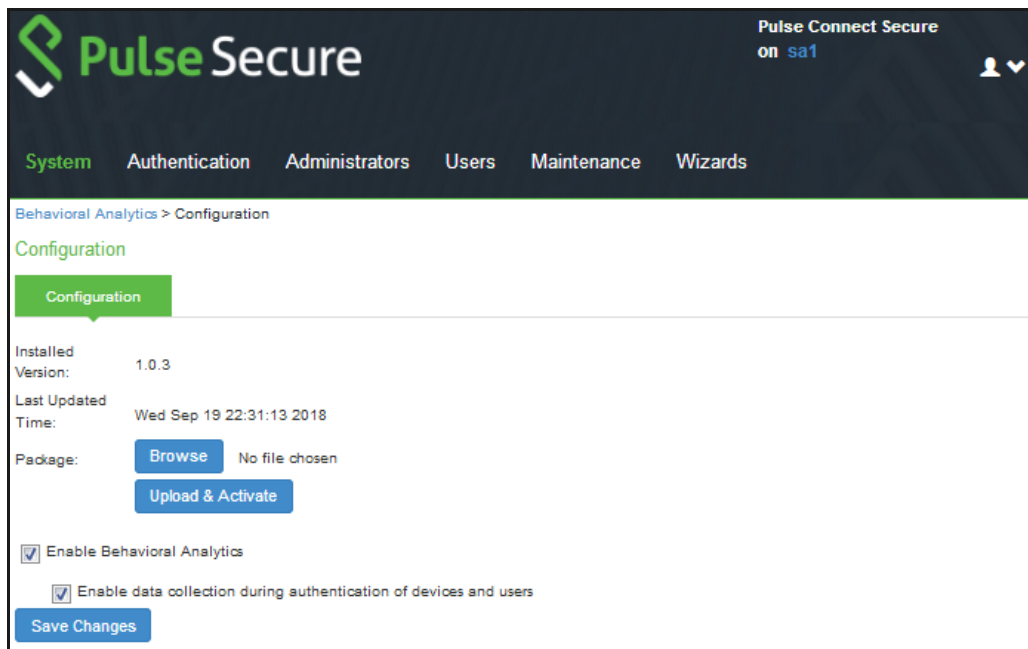 Pulse Secure
Pulse Connect Secure
on sa1
System Authentication Administrators Users Maintenance Wizards
Behavioral Analytics > Configuration
Configuration
Configuration
Installed
Version:
1.0.3
Last Updated
Time:
Wed Sep 19 22:31:13 2018
Package:
Browse No file chosen
Upload & Activate
Enable Behavioral Analytics
Enable data collection during authentication of devices and users
Save Changes